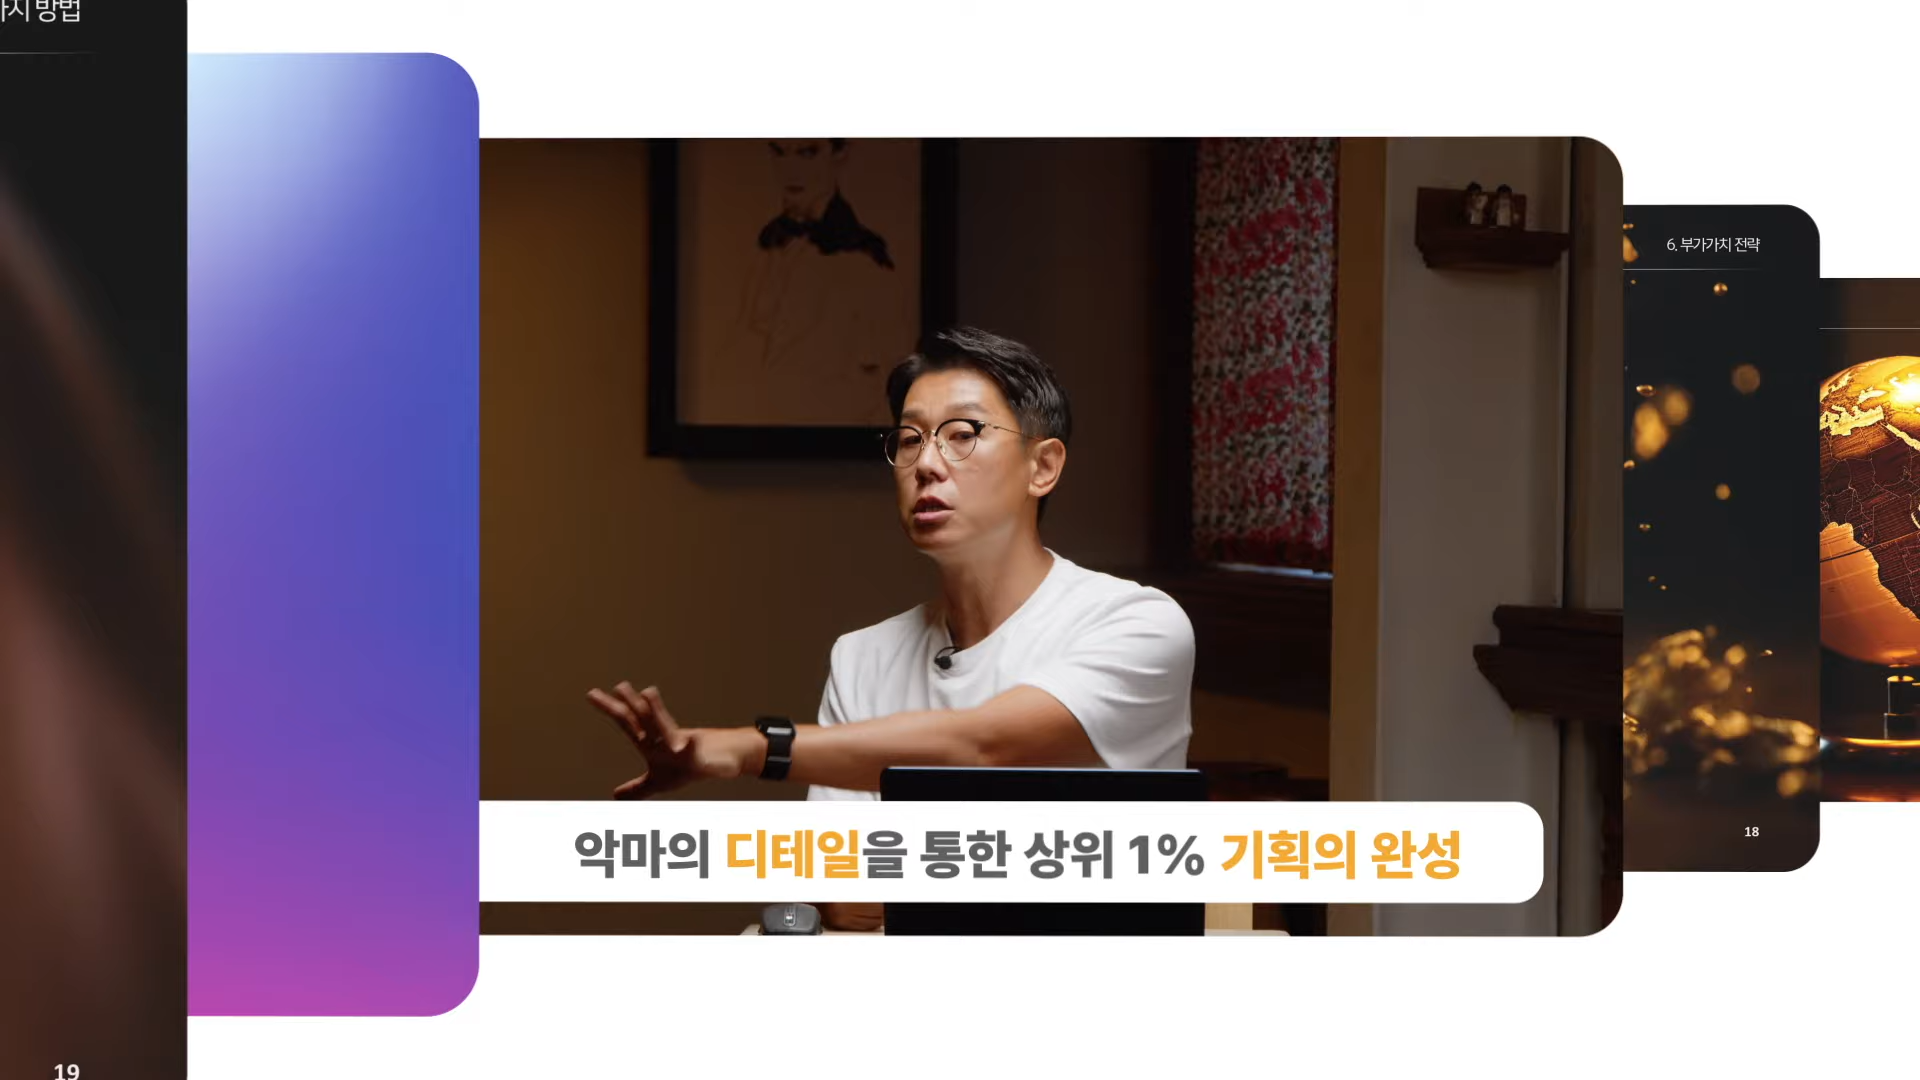 방법
악마의 디테일을 통한 상위 1% 기획의 완성
6. 부가가치 전략
18
19